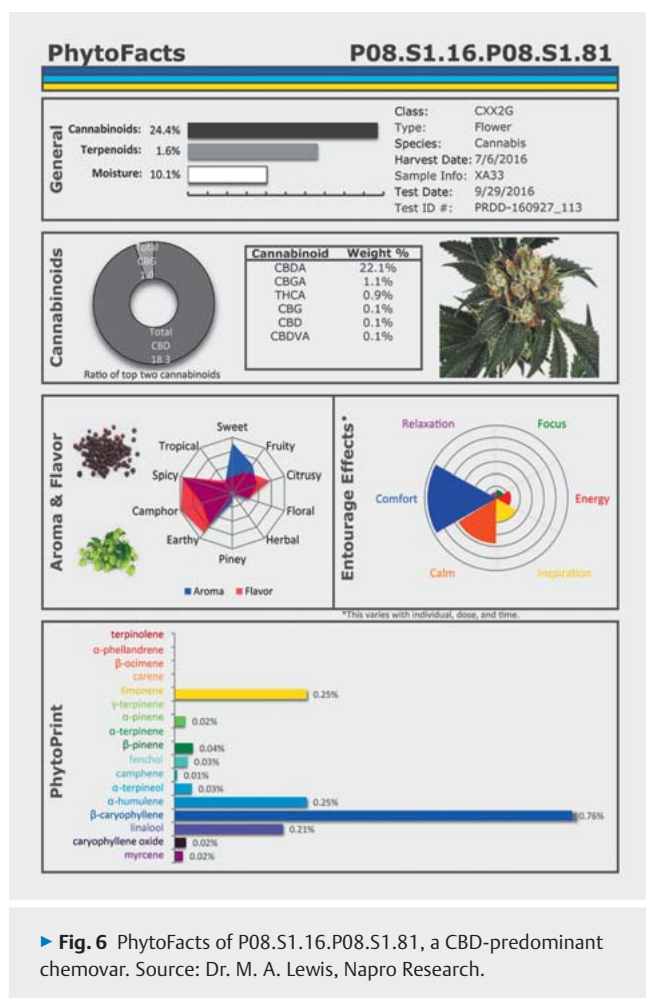 PhytoFacts P08.S1.16.P08.S1.81
General
Cannabinoids: 24.4%
Terpenoids: 1.6%
Moisture: 10.1%
Class: CXX2G
Type: Flower
Species: Cannabis
Harvest Date: 7/6/2016
Sample Info: XA33
Test Date: 9/29/2016
Test ID #: PRDD-160927_113
Cannabinoids
Total
CBG
1.0
Total
CBD
18.3
Ratio of top two cannabinoids
Cannabinoid Weight %
CBDA 22.1%
CBGA 1.1%
THCA 0.9%
CBG 0.1%
CBD 0.1%
CBDVA 0.1%
Aroma & Flavor
Sweet
Fruity
Citrusy
Floral
Herbal
Piney
Earthy
Camphor
Spicy
Tropical
Aroma Flavor
Entourage Effects*
Relaxation Focus
Comfort Energy
Calm Inspiration
*This varies with individual, dose, and time.
PhytoPrint
terpinolene
α-phellandrene
β-ocimene
carene
limonene 0.25%
γ-terpinene
α-pinene 0.02%
α-terpinene
β-pinene 0.04%
fenchol 0.03%
camphene 0.01%
α-terpineol 0.03%
α-humulene 0.25%
β-caryophyllene 0.76%
linalool 0.21%
caryophyllene oxide 0.02%
myrcene 0.02%
► Fig. 6 PhytoFacts of P08.S1.16.P08.S1.81, a CBD-predominant
chemovar. Source: Dr. M. A. Lewis, Napro Research.